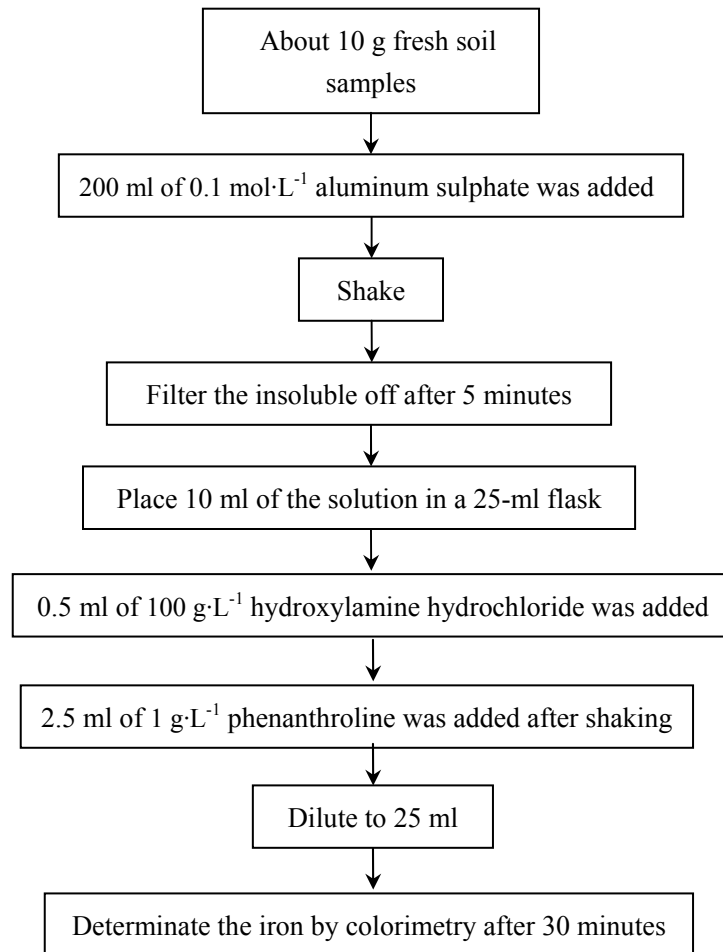 About 10 g fresh soil
samples
200 ml of 0.1 mol·L⁻¹ aluminum sulphate was added
Shake
Filter the insoluble off after 5 minutes
Place 10 ml of the solution in a 25-ml flask
0.5 ml of 100 g·L⁻¹ hydroxylamine hydrochloride was added
2.5 ml of 1 g·L⁻¹ phenanthroline was added after shaking
Dilute to 25 ml
Determinate the iron by colorimetry after 30 minutes